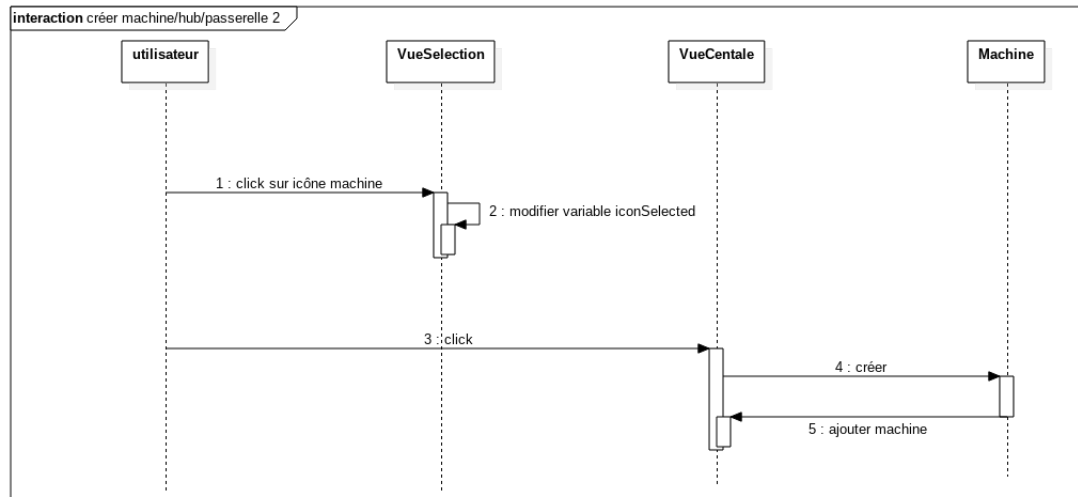 interaction créer machine/hub/passerelle 2
utilisateur
VueSelection
VueCentale
Machine
1 : click sur icône machine
2 : modifier variable iconSelected
3 : click
4 : créer
5 : ajouter machine